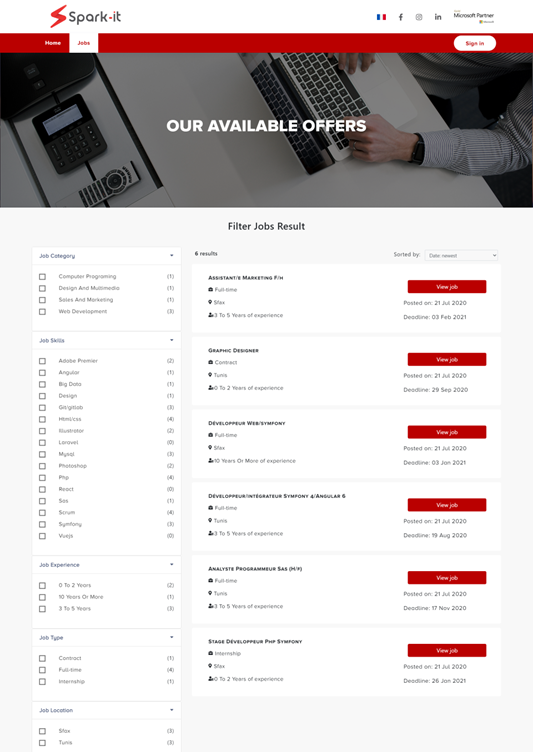 Spark-it
Microsoft Partner
Microsoft
Home
Jobs
Sign in
OUR AVAILABLE OFFERS
Filter Jobs Result
Job Category
Computer Programing (1)
Design And Multimedia (1)
Sales And Marketing (1)
Web Development (3)
Job Skills
Adobe Premier (2)
Angular (1)
Big Data (1)
Design (1)
Git/gitlab (3)
Html/css (4)
Illustrator (2)
Laravel (0)
Mysql (3)
Photoshop (2)
Php (4)
React (0)
Sas (1)
Scrum (4)
Symfony (3)
Vuejs (0)
Job Experience
0 To 2 Years (2)
10 Years Or More (1)
3 To 5 Years (3)
Job Type
Contract (1)
Full-time (4)
Internship (1)
Job Location
Sfax (3)
Tunis (3)
6 results
Sorted by:
Date: newest
Assistant/e Marketing F/h
Full-time
Sfax
3 To 5 Years of experience
View job
Posted on: 21 Jul 2020
Deadline: 03 Feb 2021
Graphic Designer
Contract
Tunis
0 To 2 Years of experience
View job
Posted on: 21 Jul 2020
Deadline: 29 Sep 2020
Développeur Web/symfony
Full-time
Sfax
10 Years Or More of experience
View job
Posted on: 21 Jul 2020
Deadline: 03 Jan 2021
Développeur/intégrateur Symfony 4/Angular 6
Full-time
Tunis
3 To 5 Years of experience
View job
Posted on: 21 Jul 2020
Deadline: 19 Aug 2020
Analyste Programmeur Sas (H/f)
Full-time
Tunis
3 To 5 Years of experience
View job
Posted on: 21 Jul 2020
Deadline: 17 Nov 2020
Stage Développeur Php Symfony
Internship
Sfax
0 To 2 Years of experience
View job
Posted on: 21 Jul 2020
Deadline: 26 Jan 2021